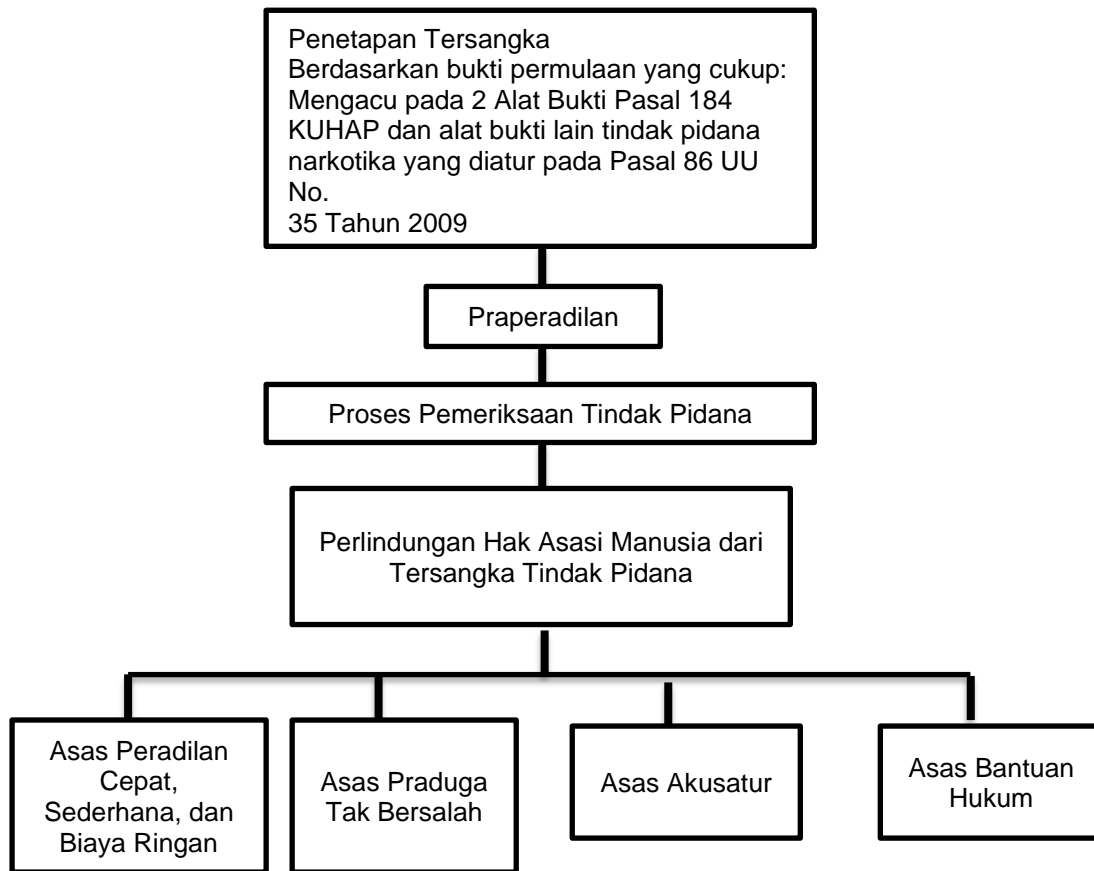 Penetapan Tersangka
Berdasarkan bukti permulaan yang cukup:
Mengacu pada 2 Alat Bukti Pasal 184
KUHAP dan alat bukti lain tindak pidana
narkotika yang diatur pada Pasal 86 UU
No.
35 Tahun 2009
Praperadilan
Proses Pemeriksaan Tindak Pidana
Perlindungan Hak Asasi Manusia dari
Tersangka Tindak Pidana
Asas Peradilan
Cepat,
Sederhana, dan
Biaya Ringan
Asas Praduga
Tak Bersalah
Asas Akusatur
Asas Bantuan
Hukum